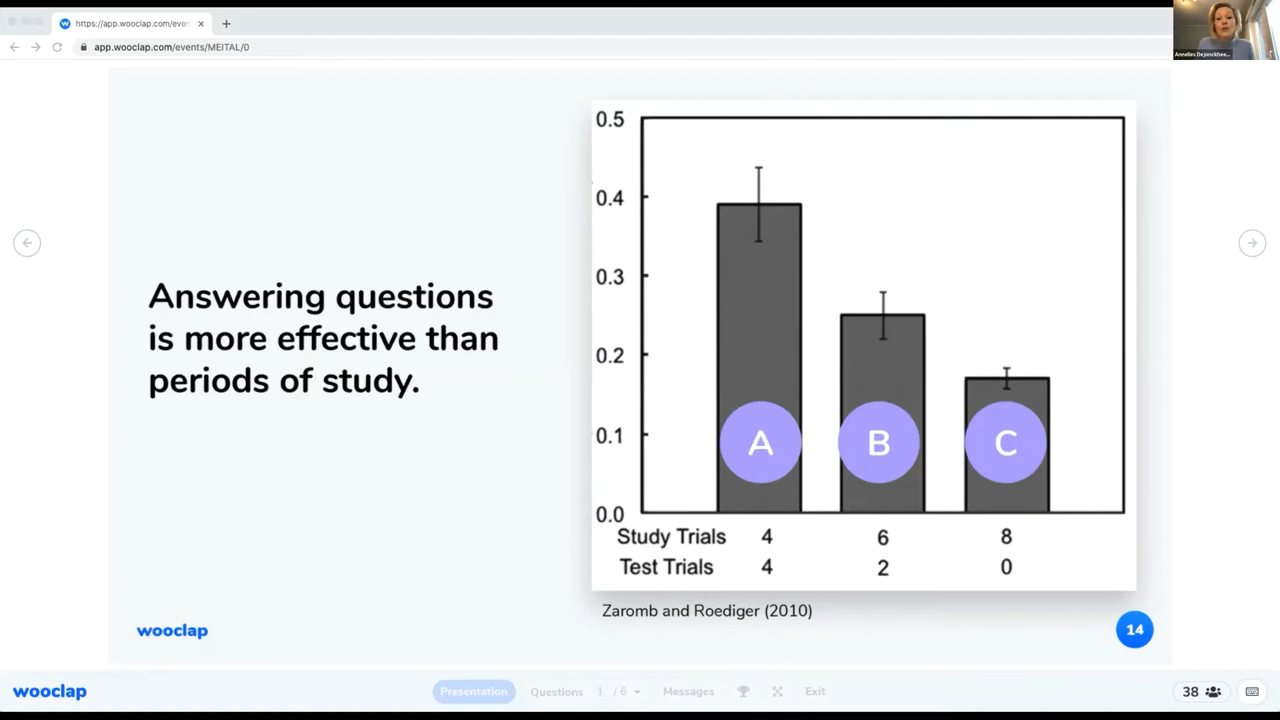 https://app.wooclap.com/even
app.wooclap.com/events/MEITAL/0
Annelies Dejonckhee...
Answering questions
is more effective than
periods of study.
0.5
0.4
0.3
0.2
0.1
0.0
A B C
Study Trials 4 6 8
Test Trials 4 2 0
Zaromb and Roediger (2010)
wooclap
14
wooclap
Presentation Questions 1 / 6 Messages Exit
38